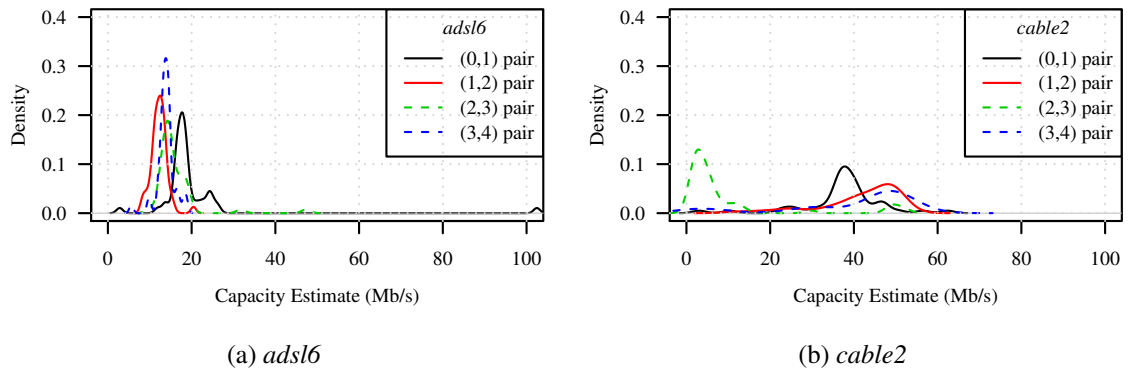 0.4
0.3
0.2
0.1
0.0
Density
adsl6
(0,1) pair
(1,2) pair
(2,3) pair
(3,4) pair
0 20 40 60 80 100
Capacity Estimate (Mb/s)
(a) adsl6
0.4
0.3
0.2
0.1
0.0
Density
cable2
(0,1) pair
(1,2) pair
(2,3) pair
(3,4) pair
0 20 40 60 80 100
Capacity Estimate (Mb/s)
(b) cable2